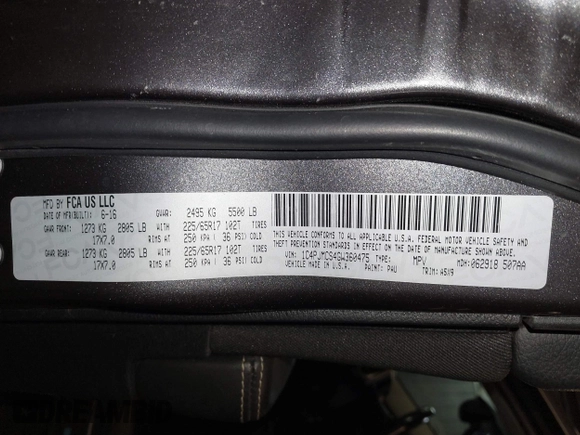 MFD BY FCA US LLC
DATE OF MFR(BUILT): 6-16 GVWR: 2495 KG 5500 LB
GAWR FRONT: 1273 KG 2805 LB WITH 225/65R17 102T TIRES
17X7.0 RIMS AT 250 KPA ( 36 PSI) COLD
GAWR REAR: 1273 KG 2805 LB WITH 225/65R17 102T TIRES
17X7.0 RIMS AT 250 KPA ( 36 PSI) COLD
THIS VEHICLE CONFORMS TO ALL APPLICABLE U.S.A. FEDERAL MOTOR VEHICLE SAFETY AND
THEFT PREVENTION STANDARDS IN EFFECT ON THE DATE OF MANUFACTURE SHOWN ABOVE.
VEHICLE MADE IN U.S.A.
VIN: 1C4PJMCS4GW360475 TYPE: MPV MDH: 062918 507AA
PAINT: PAU TRIM: A5X9
DREAMBID